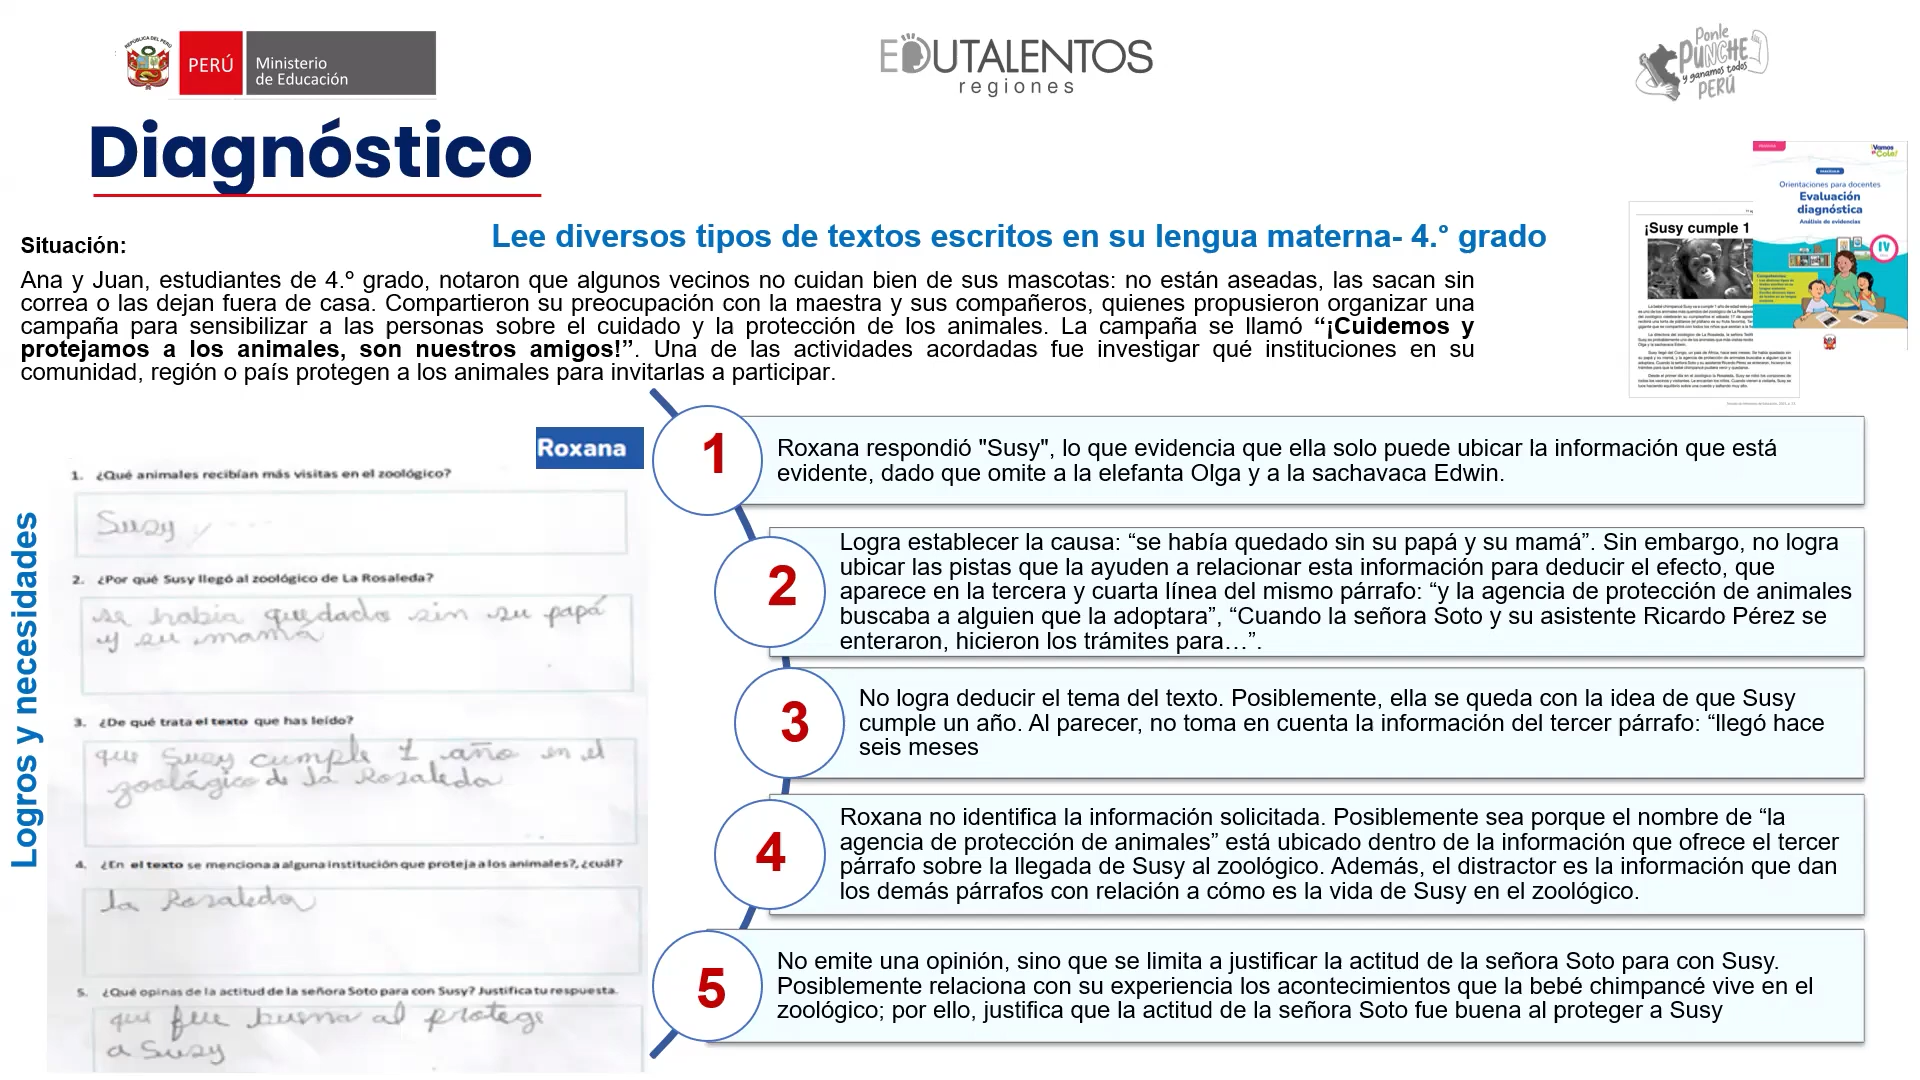 REPÚBLICA DEL PERÚ
PERÚ
Ministerio
de Educación
EDUTALENTOS
regiones
Ponle
PUNCHE
y ganamos todos
PERÚ
Diagnóstico
¡Vamos
al Cole!
Orientaciones para docentes
Evaluación
diagnóstica
Análisis de evidencias
IV
¡Susy cumple 1
Lee diversos tipos de textos escritos en su lengua materna- 4.° grado
Situación:
Ana y Juan, estudiantes de 4.º grado, notaron que algunos vecinos no cuidan bien de sus mascotas: no están aseadas, las sacan sin
correa o las dejan fuera de casa. Compartieron su preocupación con la maestra y sus compañeros, quienes propusieron organizar una
campaña para sensibilizar a las personas sobre el cuidado y la protección de los animales. La campaña se llamó “¡Cuidemos y
protejamos a los animales, son nuestros amigos!”. Una de las actividades acordadas fue investigar qué instituciones en su
comunidad, región o país protegen a los animales para invitarlas a participar.
Logros y necesidades
Roxana
1. ¿Qué animales recibían más visitas en el zoológico?
Susy
2. ¿Por qué Susy llegó al zoológico de La Rosaleda?
se habia quedado sin su papá
y su mama
3. ¿De qué trata el texto que has leído?
que Susy cumple 1 año en el
zoológico de la Rosaleda
4. ¿En el texto se menciona a alguna institución que proteja a los animales?, ¿cuál?
la Rosaleda
5. ¿Qué opinas de la actitud de la señora Soto para con Susy? Justifica tu respuesta.
que fue buena al protege
a Susy
1
Roxana respondió "Susy", lo que evidencia que ella solo puede ubicar la información que está
evidente, dado que omite a la elefanta Olga y a la sachavaca Edwin.
2
Logra establecer la causa: “se había quedado sin su papá y su mamá”. Sin embargo, no logra
ubicar las pistas que la ayuden a relacionar esta información para deducir el efecto, que
aparece en la tercera y cuarta línea del mismo párrafo: “y la agencia de protección de animales
buscaba a alguien que la adoptara”, “Cuando la señora Soto y su asistente Ricardo Pérez se
enteraron, hicieron los trámites para…”.
3
No logra deducir el tema del texto. Posiblemente, ella se queda con la idea de que Susy
cumple un año. Al parecer, no toma en cuenta la información del tercer párrafo: “llegó hace
seis meses
4
Roxana no identifica la información solicitada. Posiblemente sea porque el nombre de “la
agencia de protección de animales” está ubicado dentro de la información que ofrece el tercer
párrafo sobre la llegada de Susy al zoológico. Además, el distractor es la información que dan
los demás párrafos con relación a cómo es la vida de Susy en el zoológico.
5
No emite una opinión, sino que se limita a justificar la actitud de la señora Soto para con Susy.
Posiblemente relaciona con su experiencia los acontecimientos que la bebé chimpancé vive en el
zoológico; por ello, justifica que la actitud de la señora Soto fue buena al proteger a Susy